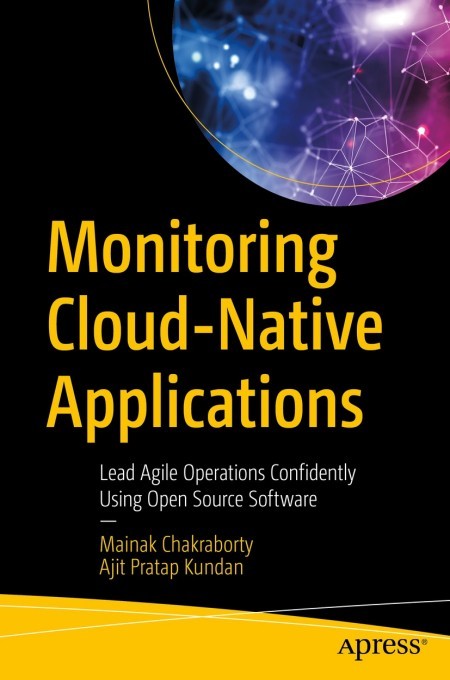 Monitoring
Cloud-Native
Applications
Lead Agile Operations Confidently
Using Open Source Software
—
Mainak Chakraborty
Ajit Pratap Kundan
Apress®